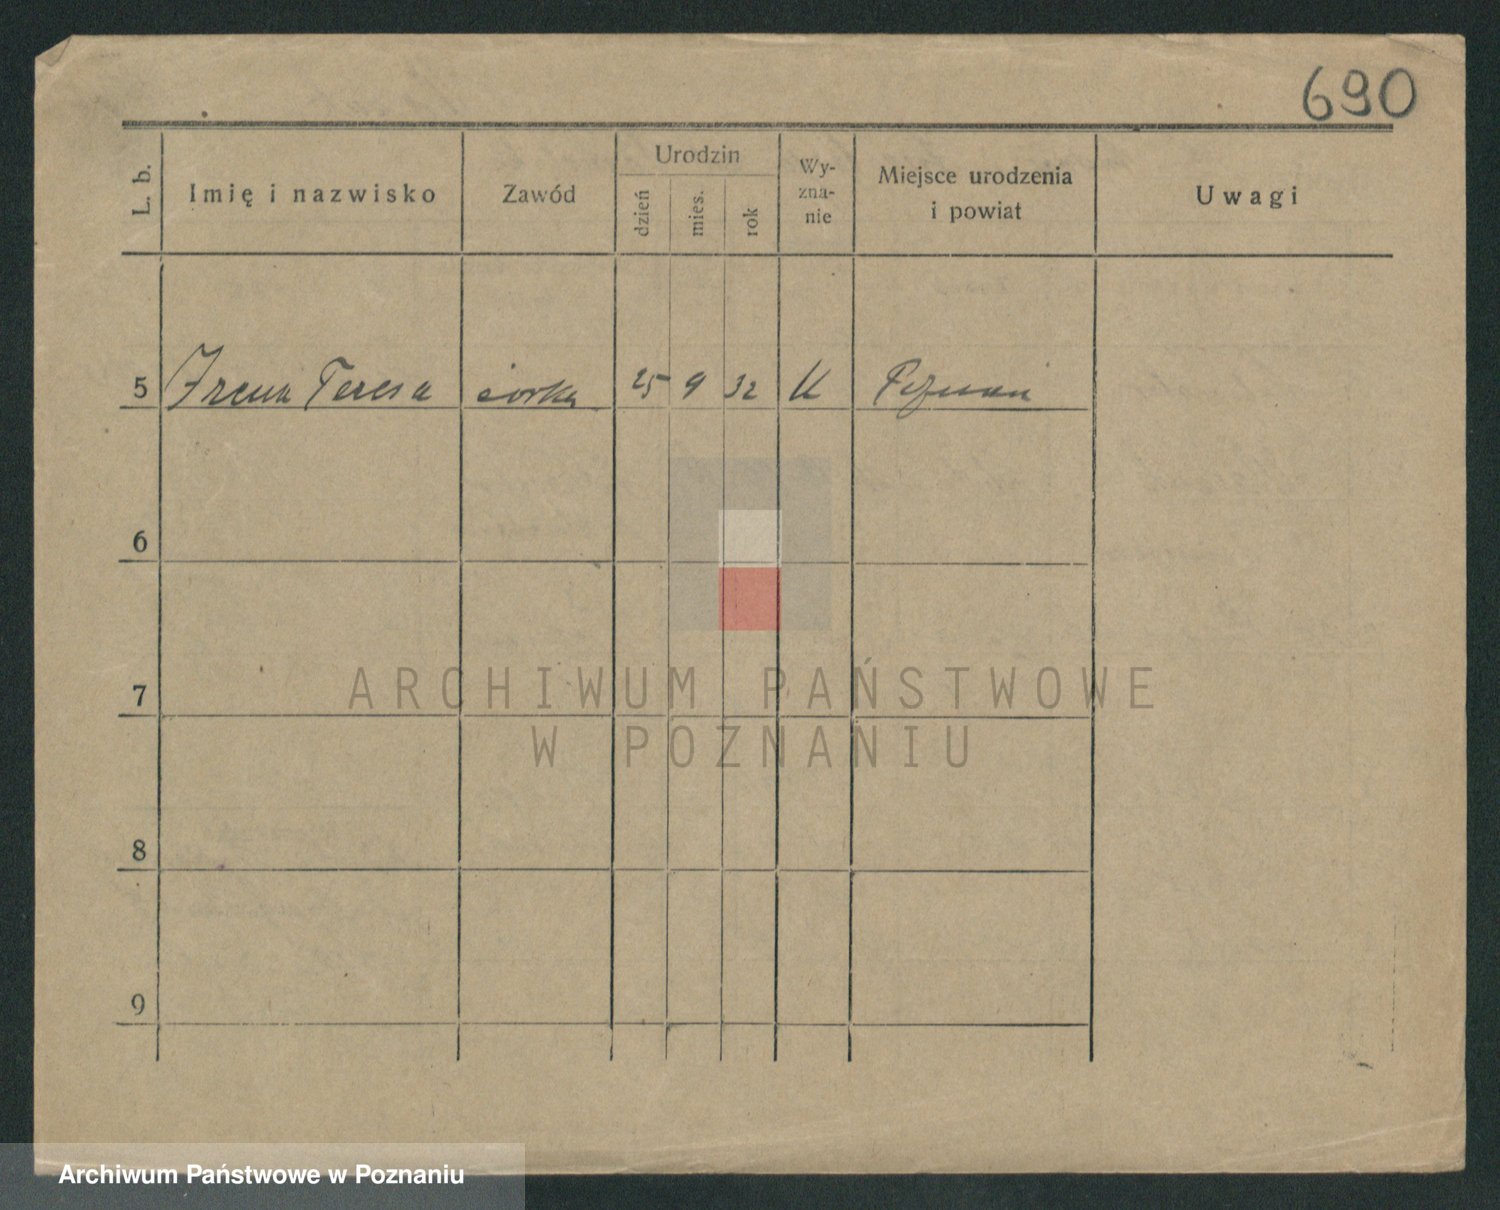 690
L. b. Imię i nazwisko Zawód Urodzin dzień mies. rok Wy-zna-nie Miejsce urodzenia i powiat Uwagi
5 Irena Teresa córka 25 9 32 k Poznań
6
7
8
9
ARCHIWUM PAŃSTWOWE
W POZNANIU
Archiwum Państwowe w Poznaniu